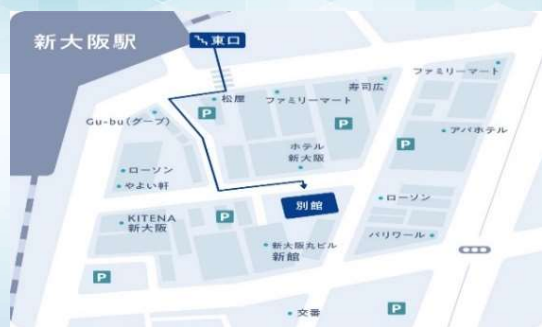 新大阪駅
東口
ファミリーマート
寿司広
松屋
ファミリーマート
P
Gu-bu(グーブ)
P
アパホテル
P
ホテル
新大阪
ローソン
やよい軒
別館
ローソン
KITENA
新大阪
P
パリワール
新大阪丸ビル
新館
P
交番
P